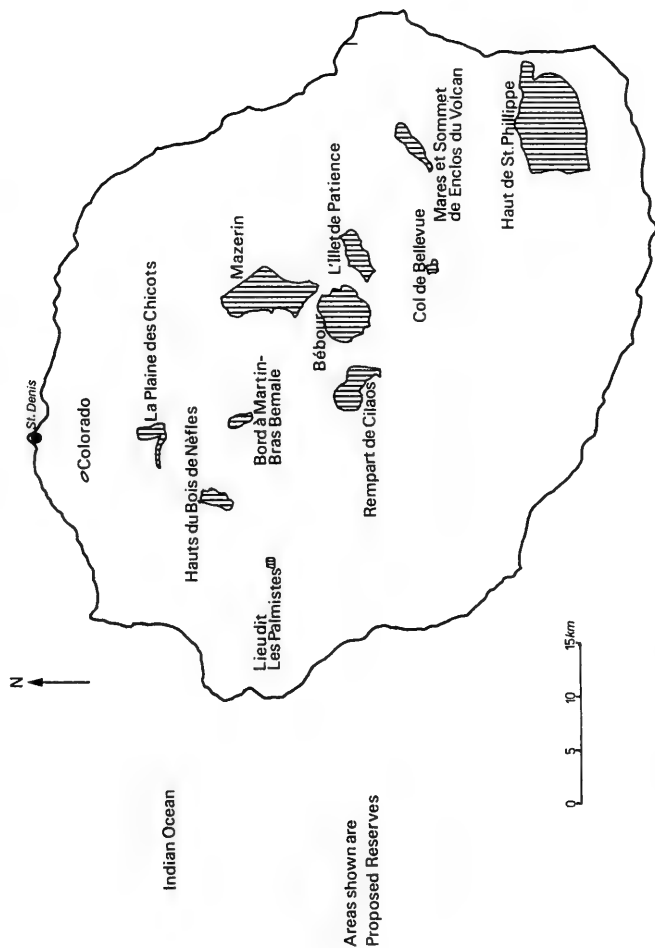 N
St. Denis
Colorado
La Plaine des Chicots
Hauts du Bois de Nèfles
Mazerin
Bord à Martin-
Bras Bemale
Lieu dit
Les Palmistes
L'Illet de Patience
Bébour
Rempart de Cilaos
Mares et Sommet
de Enclos du Volcan
Col de Bellevue
Haut de St. Phillippe
Indian Ocean
Areas shown are
Proposed Reserves
0 5 10 15km